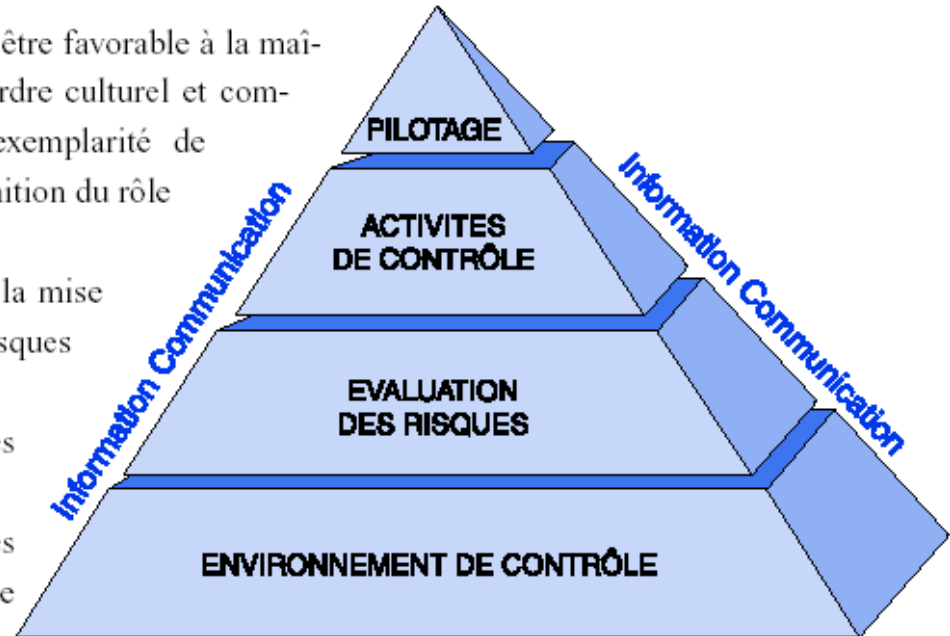 être favorable à la maî-
rdre culturel et com-
exemplarité de
nition du rôle
la mise
sques
es
es
e
PILOTAGE
ACTIVITES
DE CONTRÔLE
EVALUATION
DES RISQUES
ENVIRONNEMENT DE CONTRÔLE
Information Communication
Information Communication